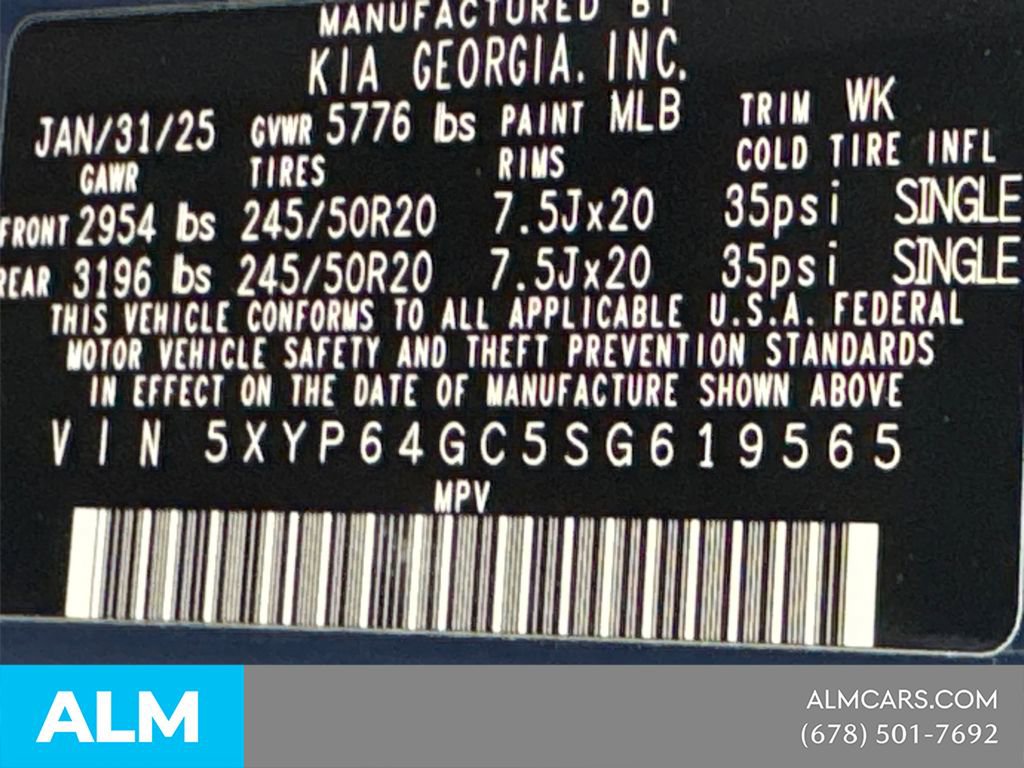 MANUFACTURED BY
KIA GEORGIA. INC.
JAN/31/25 GVWR 5776 lbs PAINT MLB TRIM WK
GAWR TIRES RIMS COLD TIRE INFL
FRONT 2954 lbs 245/50R20 7.5Jx20 35psi SINGLE
REAR 3196 lbs 245/50R20 7.5Jx20 35psi SINGLE
THIS VEHICLE CONFORMS TO ALL APPLICABLE U.S.A. FEDERAL
MOTOR VEHICLE SAFETY AND THEFT PREVENTION STANDARDS
IN EFFECT ON THE DATE OF MANUFACTURE SHOWN ABOVE
VIN 5XYP64GC5SG619565
MPV
ALM
ALMCARS.COM
(678) 501-7692